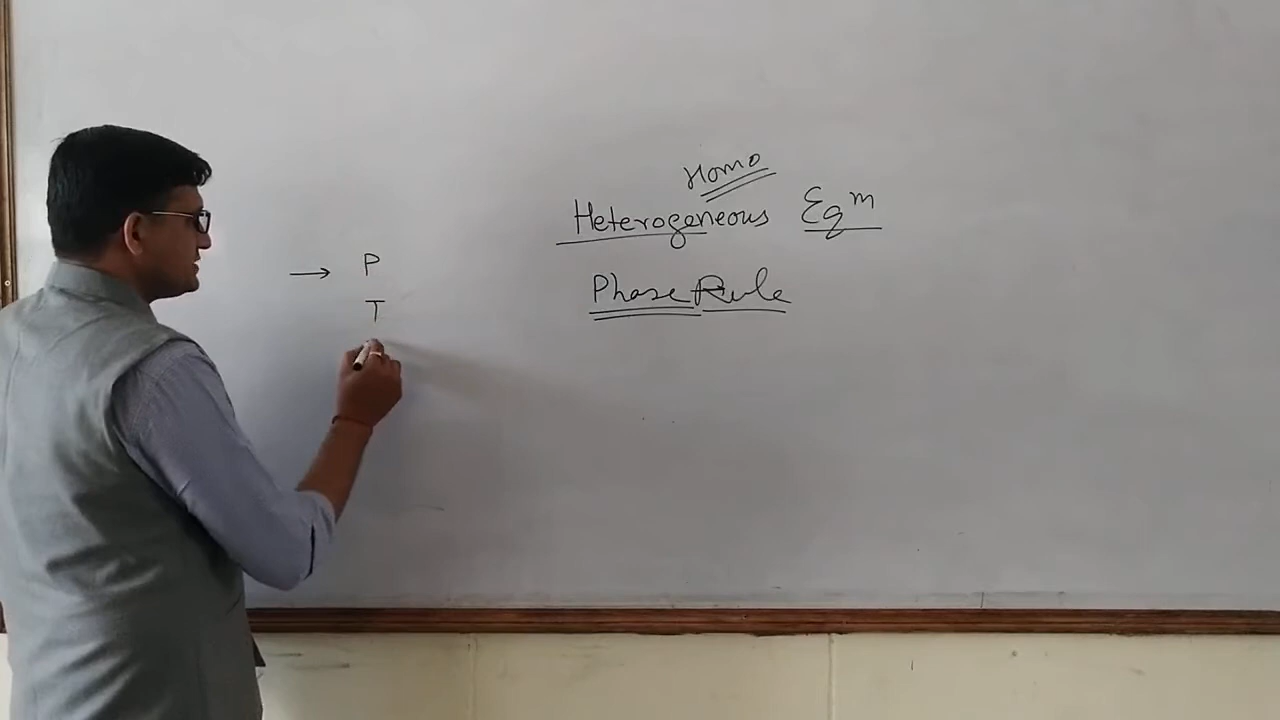 Homo
Heterogeneous Eqm
Phase Rule
→ P
T